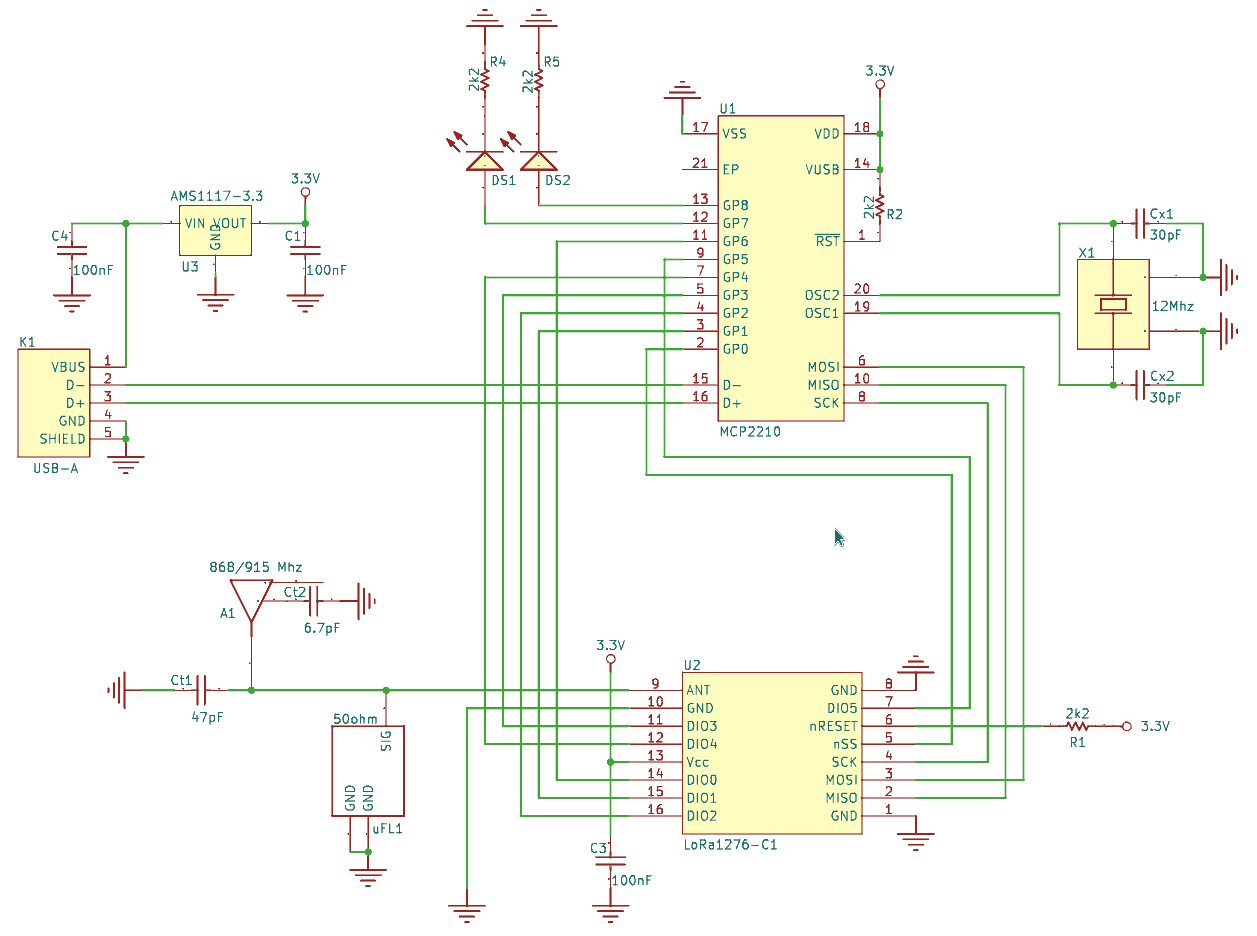 R4
2k2
R5
2k2
DS1
DS2
3.3V
U1
17 VSS
21 EP
13 GP8
12 GP7
11 GP6
9 GP5
7 GP4
5 GP3
4 GP2
3 GP1
2 GP0
15 D-
16 D+
VDD 18
VUSB 14
RST 1
OSC2 20
OSC1 19
MOSI 6
MISO 10
SCK 8
MCP2210
2k2
R2
Cx1
30pF
X1
12Mhz
Cx2
30pF
AMS1117-3.3
VIN VOUT
GND
U3
3.3V
C4
100nF
C1
100nF
K1
VBUS 1
D- 2
D+ 3
GND 4
SHIELD 5
USB-A
868/915 Mhz
A1
Ct2
6.7pF
Ct1
47pF
50ohm
SIG
GND
GND
uFL1
3.3V
U2
9 ANT
10 GND
11 DIO3
12 DIO4
13 Vcc
14 DIO0
15 DIO1
16 DIO2
GND 8
DIO5 7
nRESET 6
nSS 5
SCK 4
MOSI 3
MISO 2
GND 1
LoRa1276-C1
C3
100nF
2k2
R1
3.3V